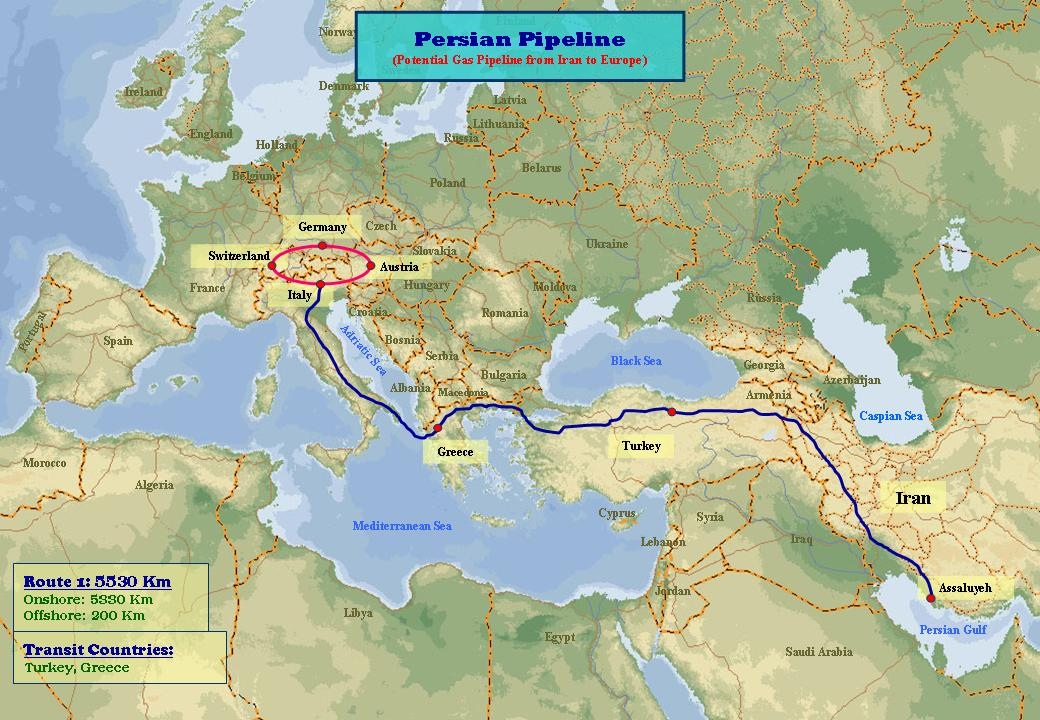 Persian Pipeline
(Potential Gas Pipeline from Iran to Europe)
Norway
Finland
Sweden
Ireland
Denmark
Latvia
England
Lithuania
Holland
Russia
Belgium
Poland
Belarus
Germany
Czech
Switzerland
Austria
Slovakia
Ukraine
France
Italy
Hungary
Moldova
Russia
Croatia
Romania
Portugal
Spain
Adriatic Sea
Bosnia
Serbia
Black Sea
Georgia
Albania
Bulgaria
Macedonia
Armenia
Azerbaijan
Caspian Sea
Greece
Turkey
Morocco
Algeria
Iran
Mediterranean Sea
Cyprus
Syria
Lebanon
Iraq
Route 1: 5530 Km
Onshore: 5330 Km
Offshore: 200 Km
Jordan
Assaluyeh
Libya
Egypt
Persian Gulf
Saudi Arabia
Transit Countries:
Turkey, Greece